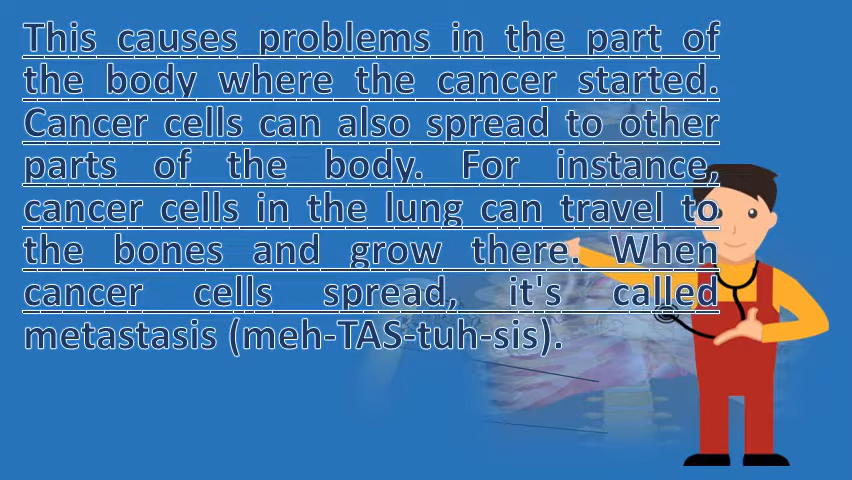 This causes problems in the part of
the body where the cancer started.
Cancer cells can also spread to other
parts of the body. For instance,
cancer cells in the lung can travel to
the bones and grow there. When
cancer cells spread, it's called
metastasis (meh-TAS-tuh-sis).